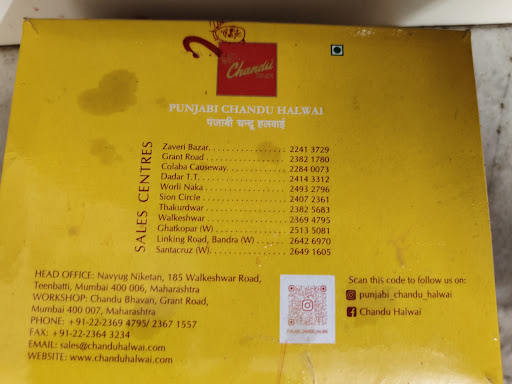 Chandu
PUNJABI CHANDU HALWAI
पंजाबी चन्दू हलवाई
SALES CENTRES
Zaveri Bazar.................... 2241 3729
Grant Road ..................... 2382 1780
Colaba Causeway............... 2284 0073
Dadar T.T. ...................... 2414 3312
Worli Naka ..................... 2493 2796
Sion Circle ..................... 2407 2361
Thakurdwar .................... 2382 5683
Walkeshwar .................... 2369 4795
Ghatkopar (W) ................. 2513 5081
Linking Road, Bandra (W) ..... 2642 6970
Santacruz (W).................. 2649 1605
HEAD OFFICE: Navyug Niketan, 185 Walkeshwar Road,
Teenbatti, Mumbai 400 006, Maharashtra
WORKSHOP: Chandu Bhavan, Grant Road,
Mumbai 400 007, Maharashtra
PHONE: +91-22-2369 4795/ 2367 1557
FAX: +91-22-2364 3234
EMAIL: sales@chanduhalwai.com
WEBSITE: www.chanduhalwai.com
Scan this code to follow us on:
punjabi_chandu_halwai
Chandu Halwai